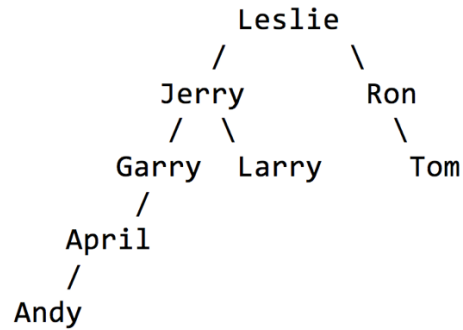 Leslie
/ \
Jerry Ron
/ \ \
Garry Larry Tom
/
April
/
Andy